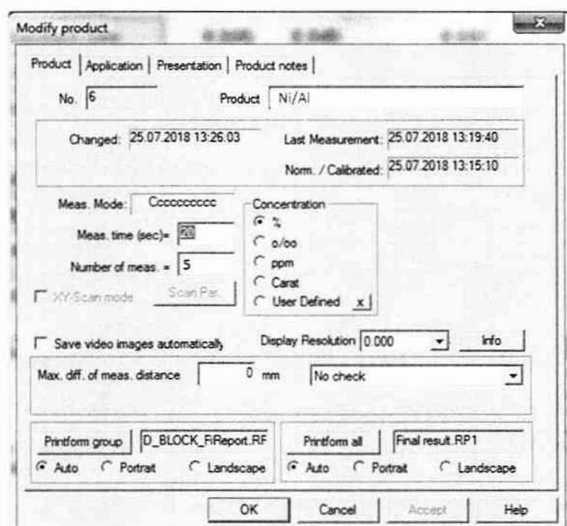 Modify product
Product Application Presentation Product notes
No. 6 Product Ni/Al
Changed: 25.07.2018 13:26:03 Last Measurement: 25.07.2018 13:19:40
Norm. / Calibrated: 25.07.2018 13:15:10
Meas. Mode: Cccccccccc Concentration
%
Meas. time (sec)= 20
o/oo
ppm
Number of meas. = 5
Carat
XY-Scan mode Scan Par. User Defined x
Save video images automatically Display Resolution 0.000 Info
Max. diff. of meas. distance 0 mm No check
Printform group D_BLOCK_FiReport.RF Printform all Final result.RP1
Auto Portrait Landscape Auto Portrait Landscape
OK Cancel Accept Help